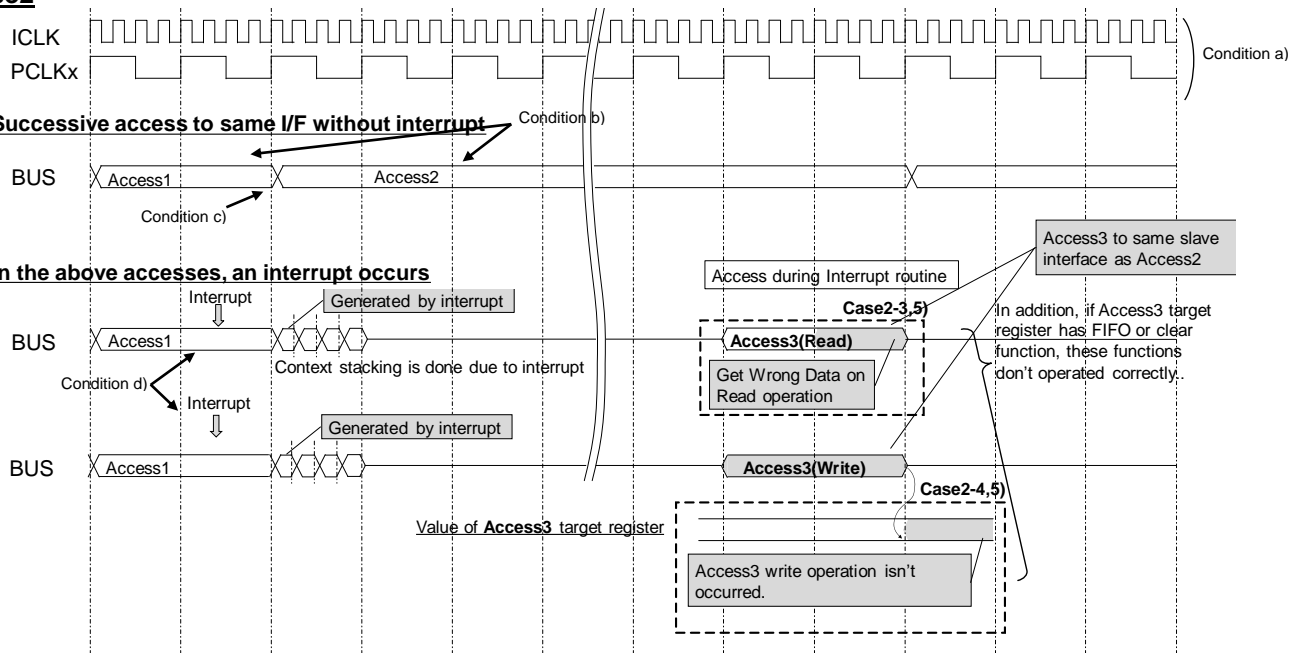 ICLK
PCLKx
Condition a)
Successive access to same I/F without interrupt
Condition b)
BUS
Access1
Access2
Condition c)
Access3 to same slave
interface as Access2
n the above accesses, an interrupt occurs
Access during Interrupt routine
Interrupt
Generated by interrupt
Case2-3,5)
In addition, if Access3 target
register has FIFO or clear
function, these functions
don't operated correctly..
BUS
Access1
Access3(Read)
Context stacking is done due to interrupt
Condition d)
Get Wrong Data on
Read operation
Interrupt
Generated by interrupt
BUS
Access1
Access3(Write)
Case2-4,5)
Value of Access3 target register
Access3 write operation isn't
occurred.